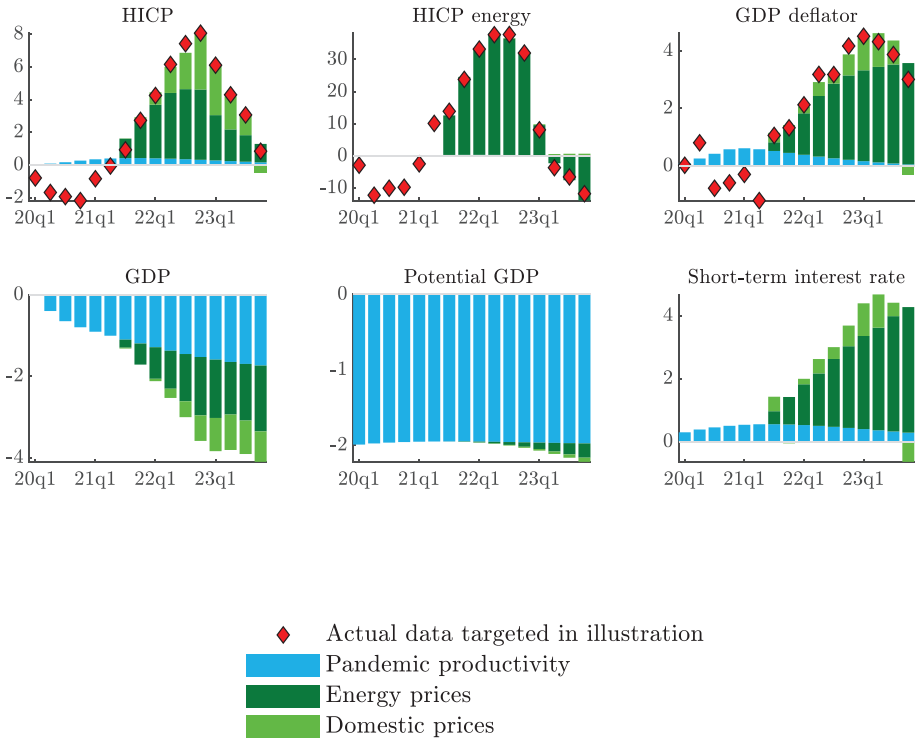 HICP
8
6
4
2
0
-2
20q1 21q1 22q1 23q1
HICP energy
30
20
10
0
-10
20q1 21q1 22q1 23q1
GDP deflator
4
2
0
20q1 21q1 22q1 23q1
GDP
0
-2
-4
20q1 21q1 22q1 23q1
Potential GDP
0
-1
-2
20q1 21q1 22q1 23q1
Short-term interest rate
4
2
0
20q1 21q1 22q1 23q1
Actual data targeted in illustration
Pandemic productivity
Energy prices
Domestic prices